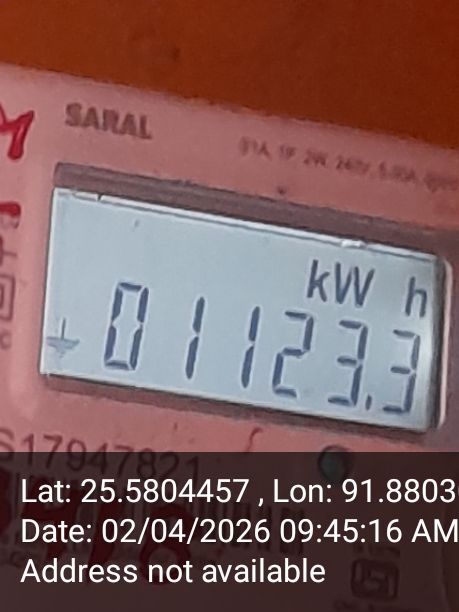 SARAL
kW h
01123.3
S17947821
Lat: 25.5804457 , Lon: 91.8803
Date: 02/04/2026 09:45:16 AM
Address not available